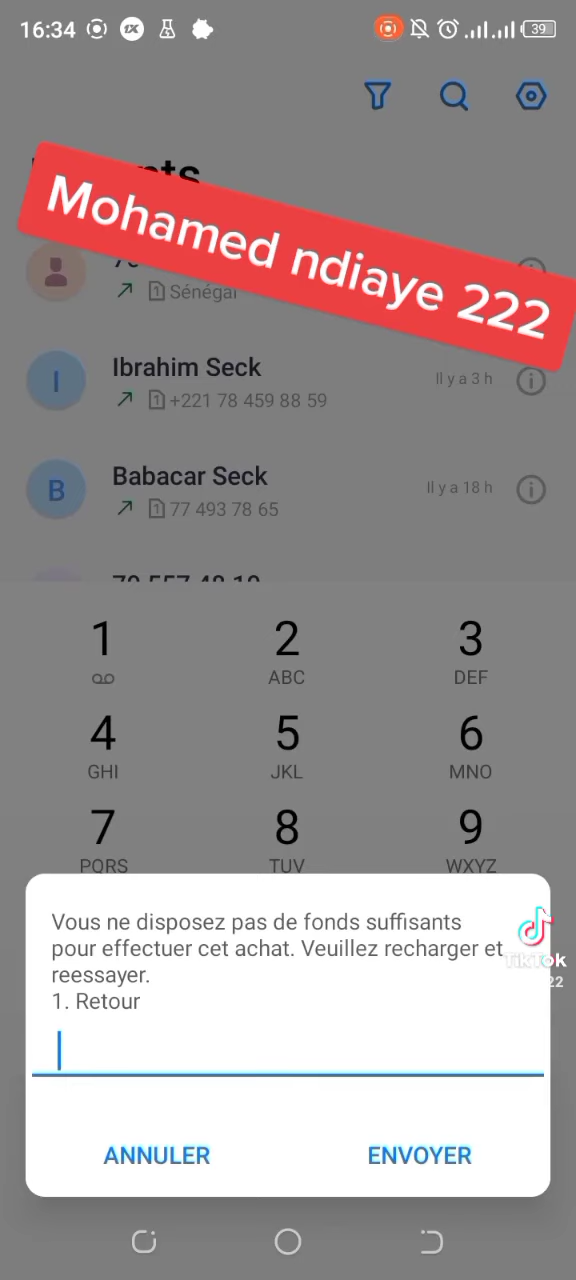 16:34
1X
39
Mohamed ndiaye 222
Sénégal
I
Ibrahim Seck
Il y a 3 h
+221 78 459 88 59
B
Babacar Seck
Il y a 18 h
77 493 78 65
1
2
3
ABC
DEF
4
5
6
GHI
JKL
MNO
7
8
9
PQRS
TUV
WXYZ
Vous ne disposez pas de fonds suffisants
pour effectuer cet achat. Veuillez recharger et
reessayer.
1. Retour
TikTok
22
ANNULER
ENVOYER